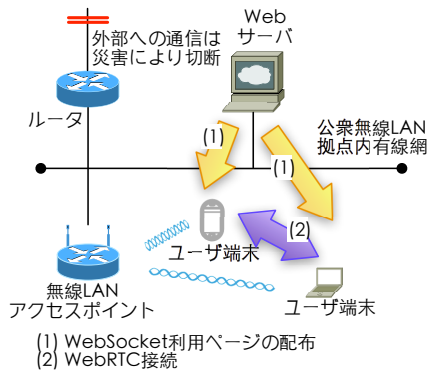 Web
サーバ
外部への通信は
災害により切断
ルータ
(1)
公衆無線LAN
拠点内有線網
(1)
(2)
ユーザ端末
無線LAN
アクセスポイント
ユーザ端末
(1) WebSocket利用ページの配布
(2) WebRTC接続